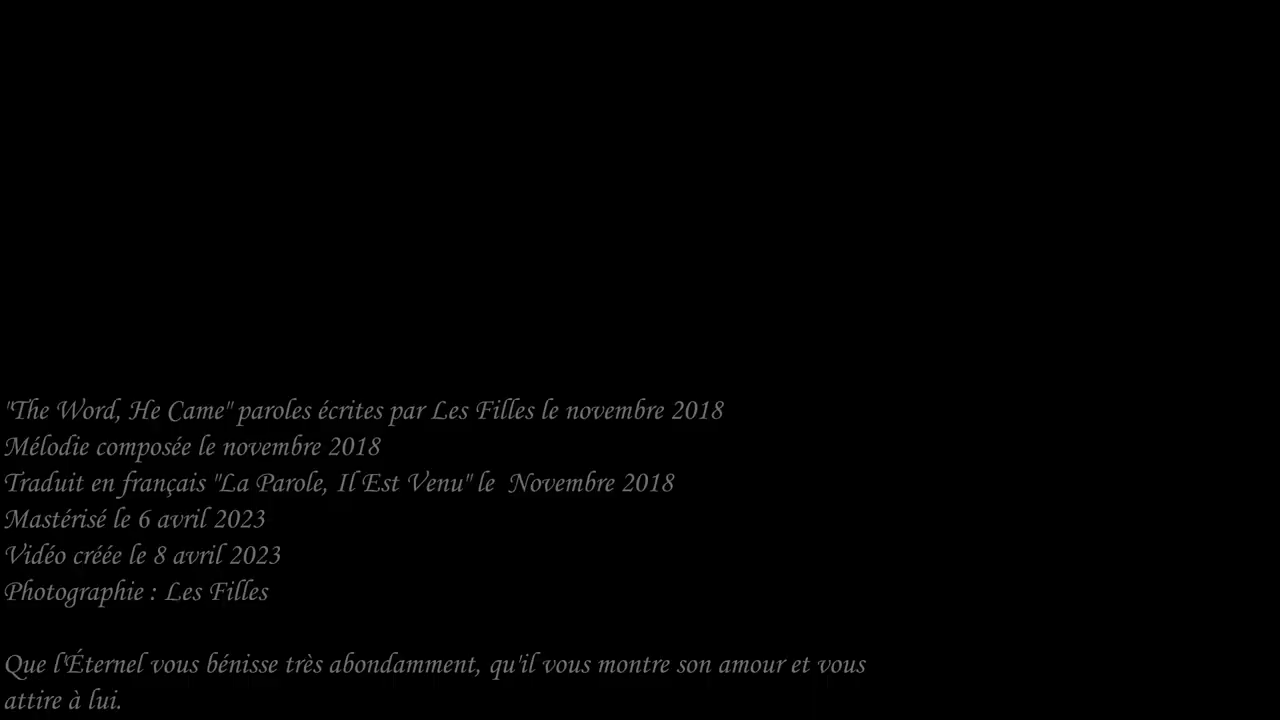 "The Word, He Came" paroles écrites par Les Filles le novembre 2018
Mélodie composée le novembre 2018
Traduit en français "La Parole, Il Est Venu" le  Novembre 2018
Mastérisé le 6 avril 2023
Vidéo créée le 8 avril 2023
Photographie : Les Filles
Que l'Éternel vous bénisse très abondamment, qu'il vous montre son amour et vous
attire à lui.